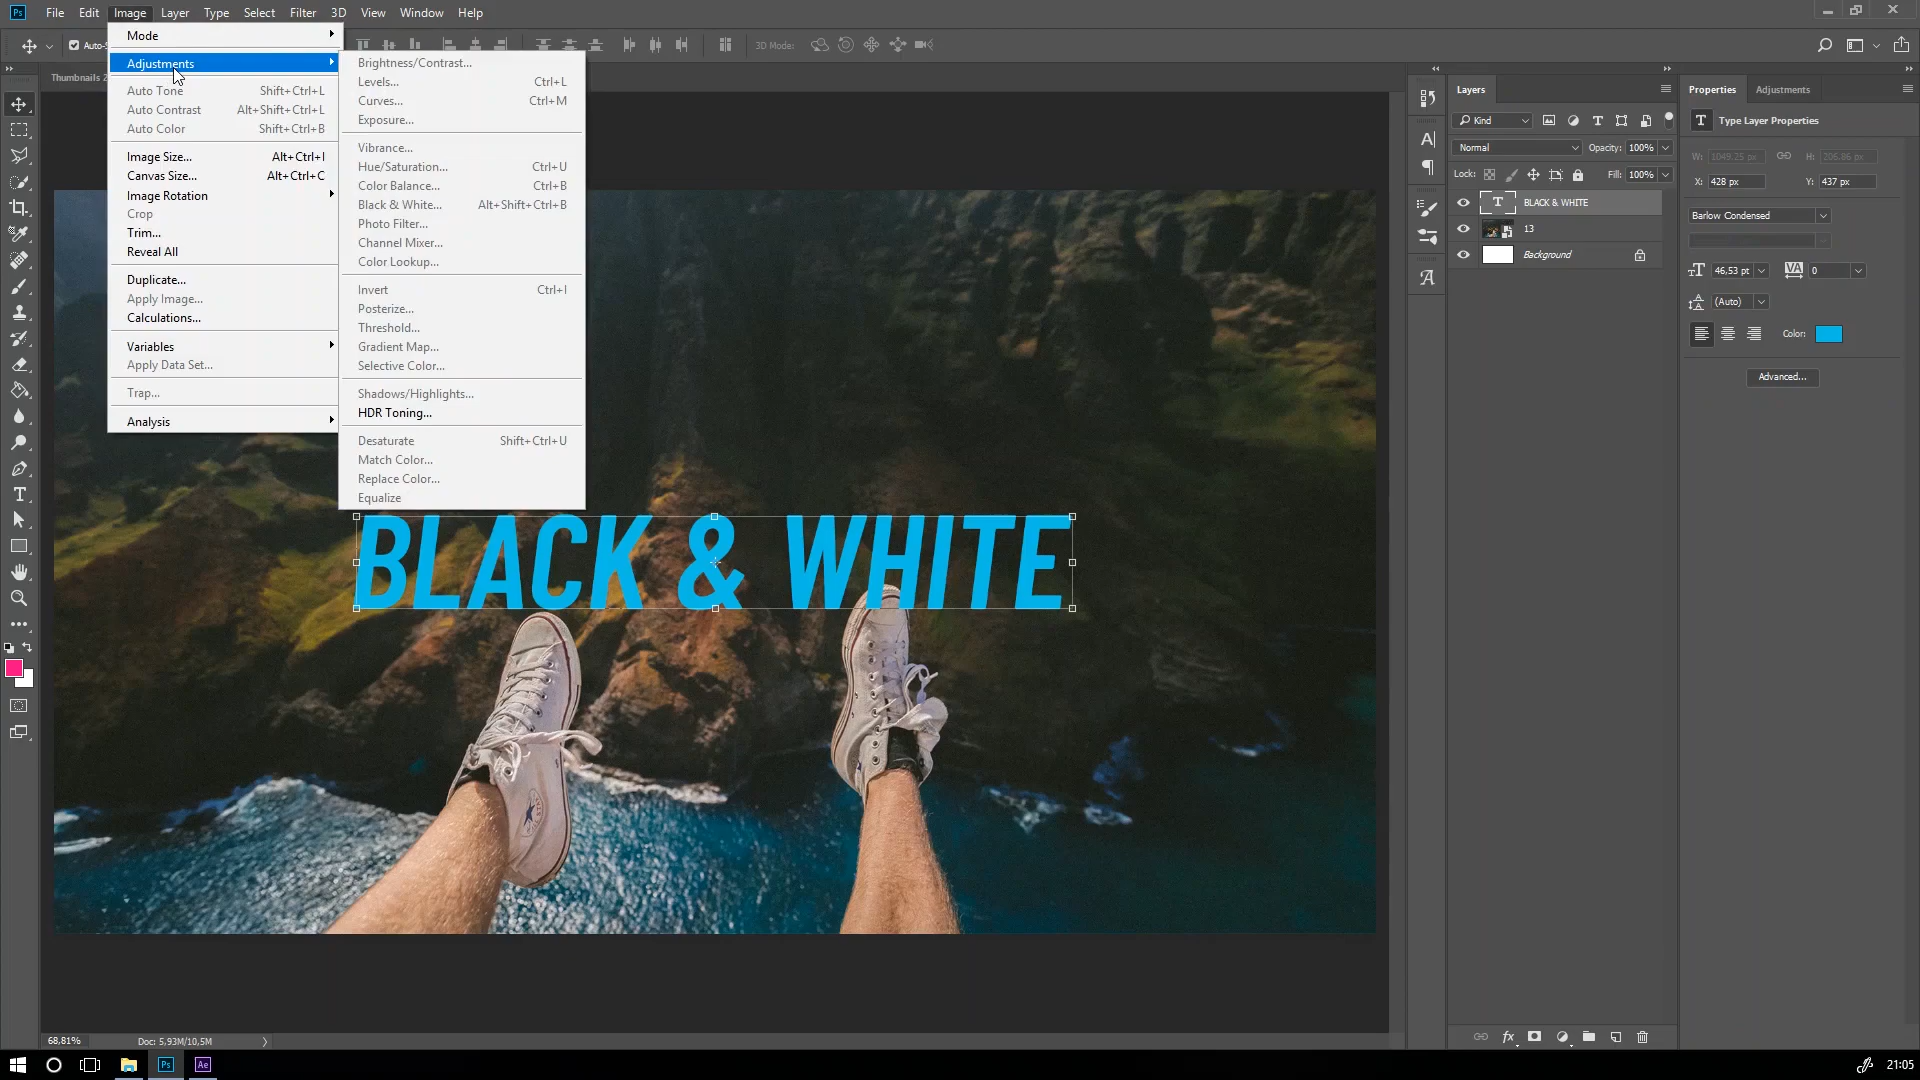 Ps File Edit Image Layer Type Select Filter 3D View Window Help
Auto-S
3D Mode:
Thumbnails 2
Mode
Adjustments
Auto Tone Shift+Ctrl+L
Auto Contrast Alt+Shift+Ctrl+L
Auto Color Shift+Ctrl+B
Image Size... Alt+Ctrl+I
Canvas Size... Alt+Ctrl+C
Image Rotation
Crop
Trim...
Reveal All
Duplicate...
Apply Image...
Calculations...
Variables
Apply Data Set...
Trap...
Analysis
Brightness/Contrast...
Levels... Ctrl+L
Curves... Ctrl+M
Exposure...
Vibrance...
Hue/Saturation... Ctrl+U
Color Balance... Ctrl+B
Black & White... Alt+Shift+Ctrl+B
Photo Filter...
Channel Mixer...
Color Lookup...
Invert Ctrl+I
Posterize...
Threshold...
Gradient Map...
Selective Color...
Shadows/Highlights...
HDR Toning...
Desaturate Shift+Ctrl+U
Match Color...
Replace Color...
Equalize
BLACK & WHITE
Layers
Kind
Normal Opacity: 100%
Lock: Fill: 100%
T BLACK & WHITE
13
Background
Properties Adjustments
T Type Layer Properties
W: 1049.25 px H: 206.86 px
X: 428 px Y: 437 px
Barlow Condensed
46,53 pt VA 0
(Auto)
Color:
Advanced...
68,81% Doc: 5,93M/10,5M
Ps Ae 21:05